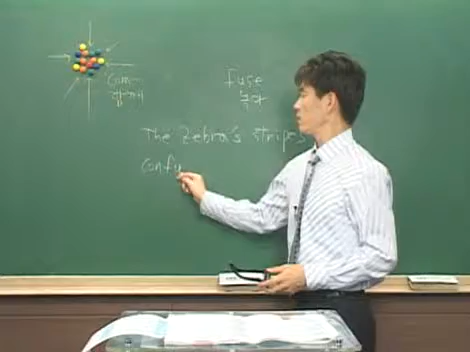 Com-
함께
fuse
녹다
The Zebra's stripes
confu